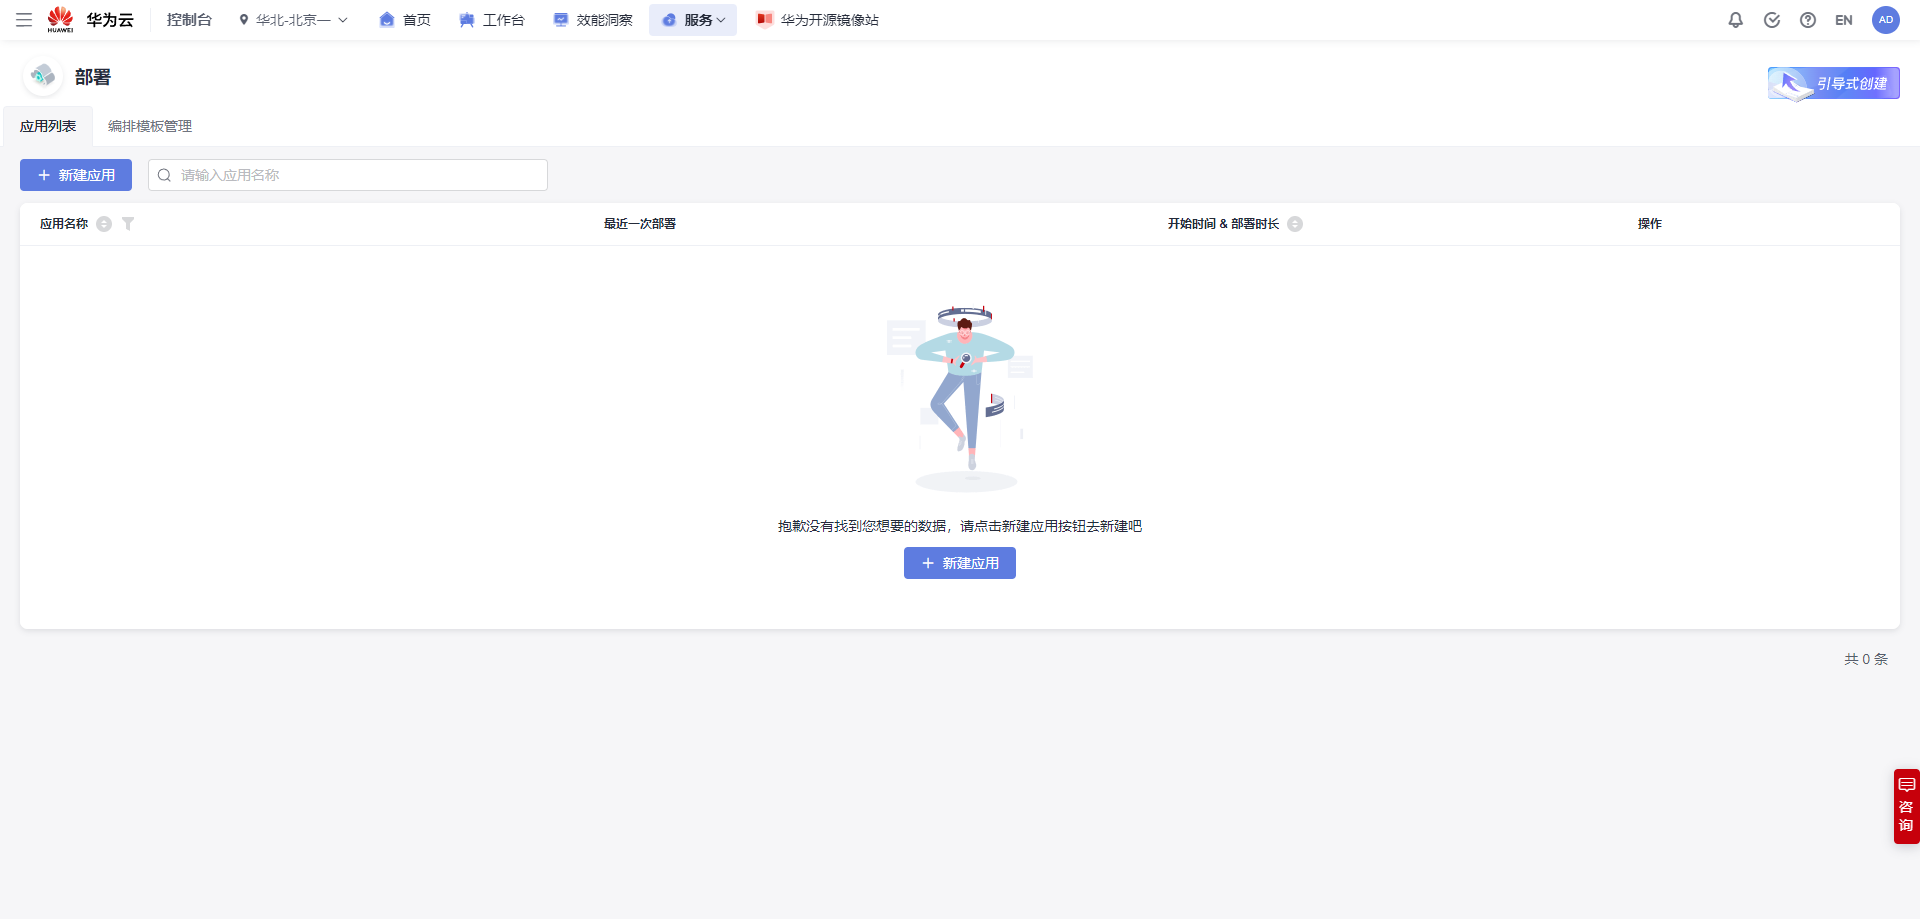 HUAWEI 华为云 控制台 华北-北京一 首页 工作台 效能洞察 服务 华为开源镜像站 EN AD
部署
引导式创建
应用列表 编排模板管理
新建应用 请输入应用名称
应用名称 最近一次部署 开始时间 & 部署时长 操作
抱歉没有找到您想要的数据，请点击新建应用按钮去新建吧
新建应用
共 0 条
咨
询